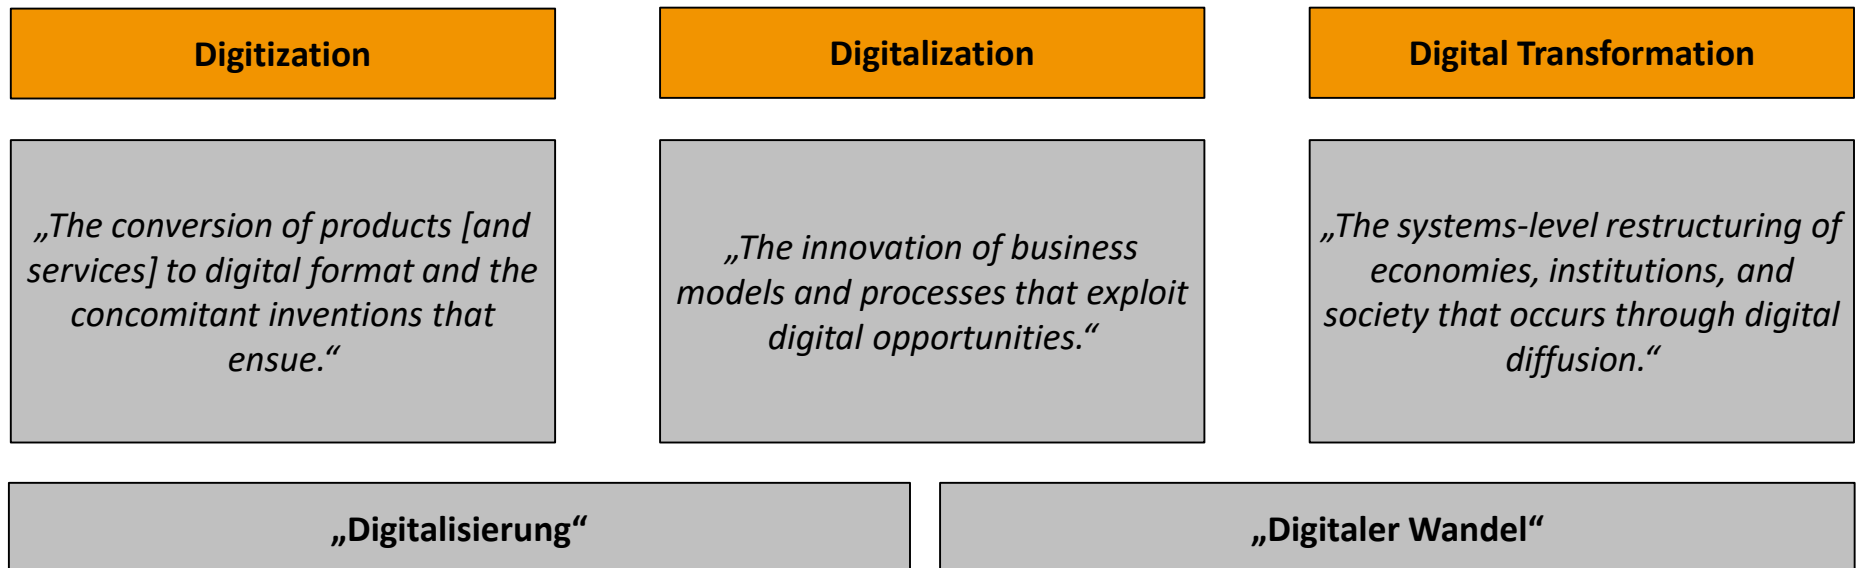 Digitization
Digitalization
Digital Transformation
„The conversion of products [and
services] to digital format and the
concomitant inventions that
ensue.“
„The innovation of business
models and processes that exploit
digital opportunities.“
„The systems-level restructuring of
economies, institutions, and
society that occurs through digital
diffusion.“
„Digitalisierung“
„Digitaler Wandel“